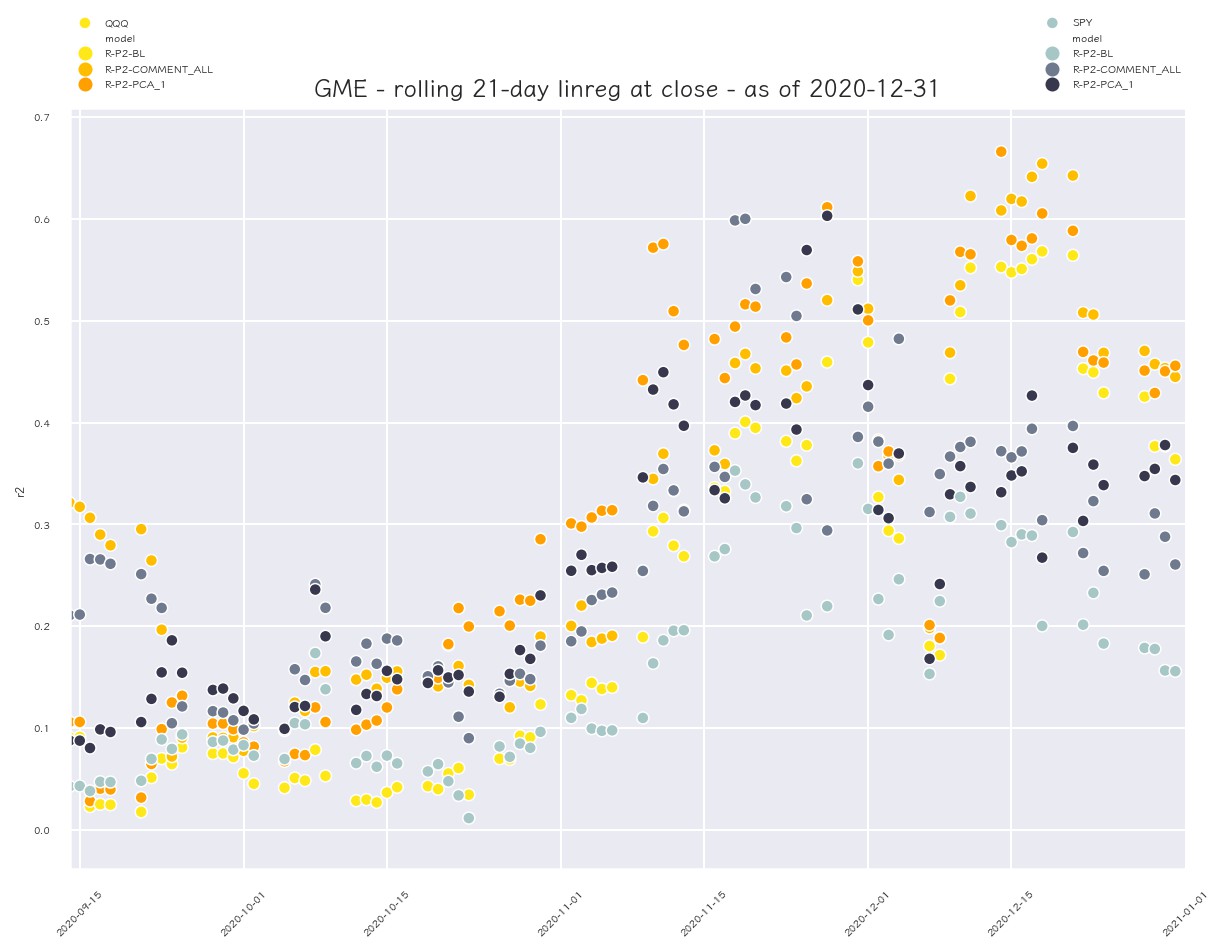 QQQ
model
R-P2-BL
R-P2-COMMENT_ALL
R-P2-PCA_1
SPY
model
R-P2-BL
R-P2-COMMENT_ALL
R-P2-PCA_1
GME - rolling 21-day linreg at close - as of 2020-12-31
0.7
0.6
0.5
0.4
0.3
0.2
0.1
0.0
r2
2020-09-15
2020-10-01
2020-10-15
2020-11-01
2020-11-15
2020-12-01
2020-12-15
2021-01-01